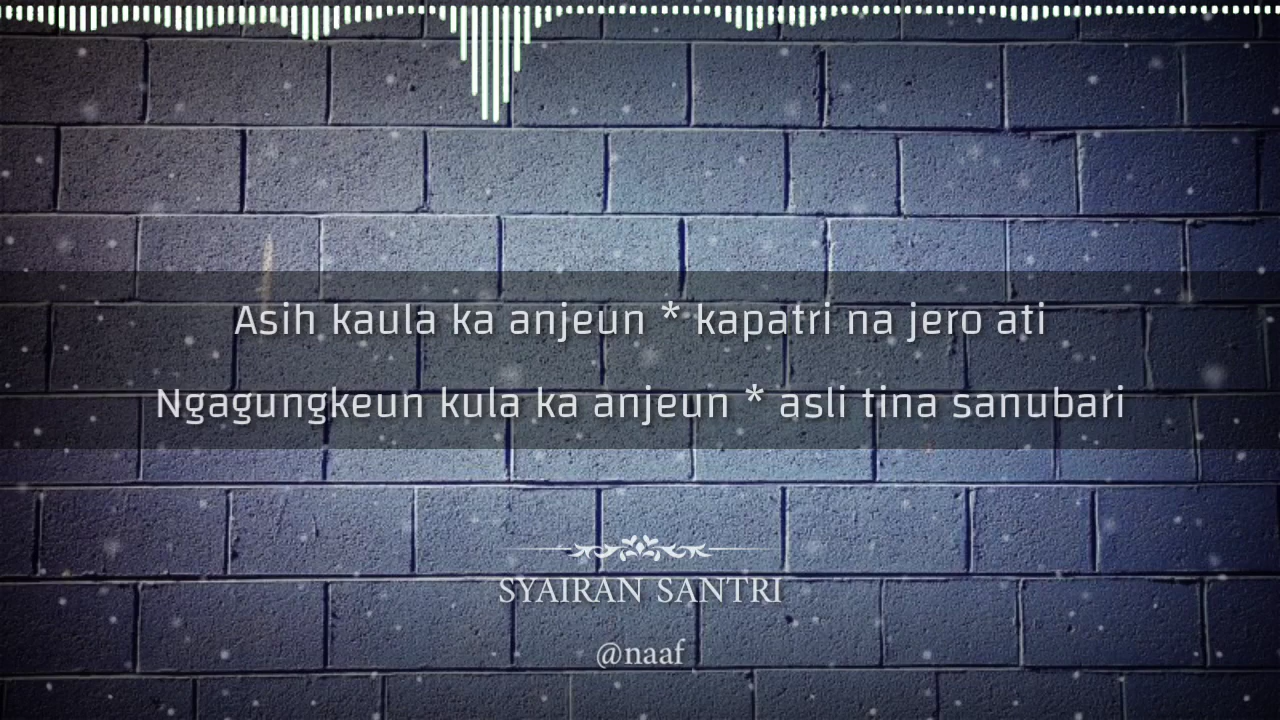 Asih kaula ka anjeun * kapatri na jero ati
Ngagungkeun kula ka anjeun * asli tina sanubari
SYAIRAN SANTRI
@naaf